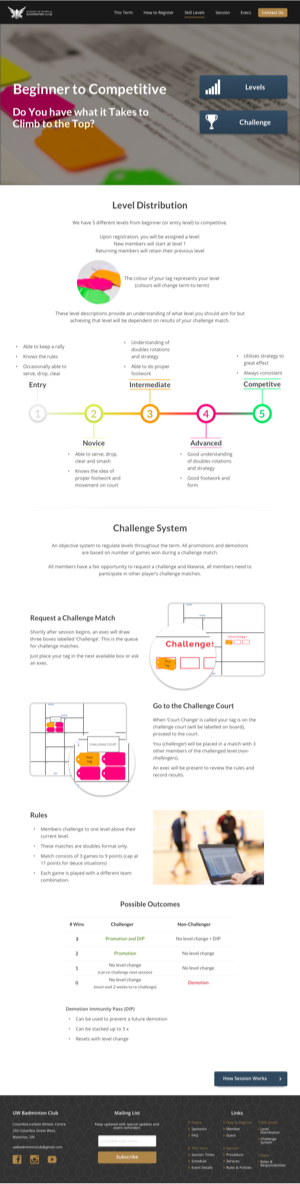 BADMINTON CLUB
This Term
How to Register
Skill Levels
Session
Execs
Contact Us
Beginner to Competitive
Do You have what it Takes to
Climb to the Top?
Levels
Challenge
Level Distribution
We have 5 different levels from beginner (or entry level) to competitive.
Upon registration, you will be assigned a level:
New members will start at level 1
Returning members will retain their previous level
The colour of your tag represents your level
(colours will change term-to-term)
These level descriptions provide an understanding of what level you should aim for but
achieving that level will be dependent on results of your challenge match.
• Able to keep a rally
• Knows the rules
• Occasionally able to
serve, drop, clear
Entry
• Understanding of
doubles rotations
and strategy
• Able to do proper
footwork
Intermediate
• Utilizes strategy to
great effect
• Always consistent
Competitve
1
2
3
4
5
Novice
• Able to serve, drop,
clear and smash
• Knows the idea of
proper footwork and
movement on court
Advanced
• Good understanding
of doubles rotations
and strategy
• Good footwork and
form
Challenge System
An objective system to regulate levels throughout the term. All promotions and demotions
are based on number of games won during a challenge match.
All members have a fair opportunity to request a challenge and likewise, all members need to
participate in other player's challenge matches.
Request a Challenge Match
Shortly after session begins, an exec will draw
three boxes labelled 'Challenge'. This is the queue
for challenge matches.
Just place your tag in the next available box or ask
an exec.
Challenge!
Challenge!
Go to the Challenge Court
When 'Court Change' is called your tag is on the
challenge court (will be labelled on board),
proceed to the court.
You (challenger) will be placed in a match with 3
other members of the challenged level (non-
challengers).
An exec will be present to review the rules and
record results.
CHALLENGE COURT
Your
Tag
Rules
• Members challenge to one level above their
current level.
• These matches are doubles format only.
• Match consists of 3 games to 9 points (cap at
11 points for deuce situations)
• Each game is played with a different team
combination.
Possible Outcomes
# Wins
Challenger
Non-Challenger
3
Promotion and DIP
No level change + DIP
2
Promotion
No level change
1
No level change
(can re-challenge next session)
No level change
0
No level change
(must wait 2 weeks to re-challenge)
Demotion
Demotion Immunity Pass (DIP)
• Can be used to prevent a future demotion
• Can be stacked up to 3 x
• Resets with level change
How Session Works
UW Badminton Club
Columbia Icefield Athletic Centre
200 Columbia Street West,
Waterloo, ON
uwbadmintonclub@gmail.com
Mailing List
Keep updated with special updates and
event reminders
Subscribe
Links
Home
Sponsors
FAQ
This Term
Session Times
Schedule
Event Details
How to Register
Member
Guest
Session
Procedure
Services
Rules & Policies
Skill Levels
Level
Distribution
Challenge
System
Execs
Roles &
Responsibilities